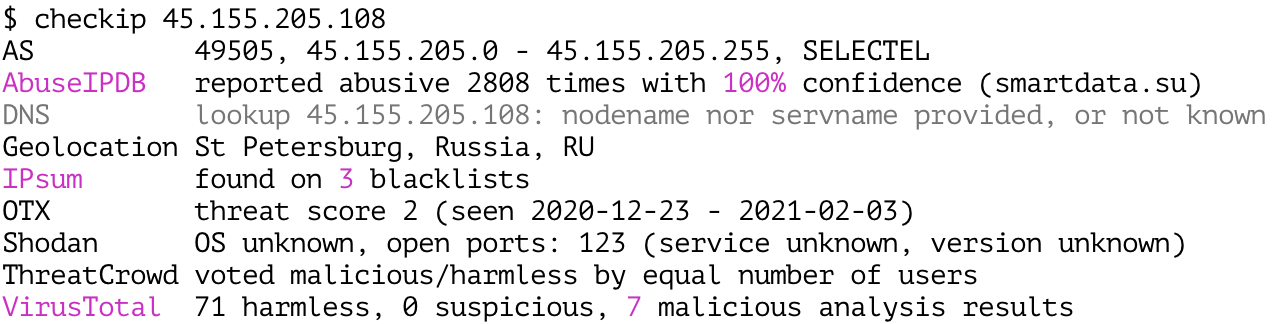 $ checkip 45.155.205.108
AS 49505, 45.155.205.0 - 45.155.205.255, SELECTEL
AbuseIPDB reported abusive 2808 times with 100% confidence (smartdata.su)
DNS lookup 45.155.205.108: nodename nor servname provided, or not known
Geolocation St Petersburg, Russia, RU
IPsum found on 3 blacklists
OTX threat score 2 (seen 2020-12-23 - 2021-02-03)
Shodan OS unknown, open ports: 123 (service unknown, version unknown)
ThreatCrowd voted malicious/harmless by equal number of users
VirusTotal 71 harmless, 0 suspicious, 7 malicious analysis results